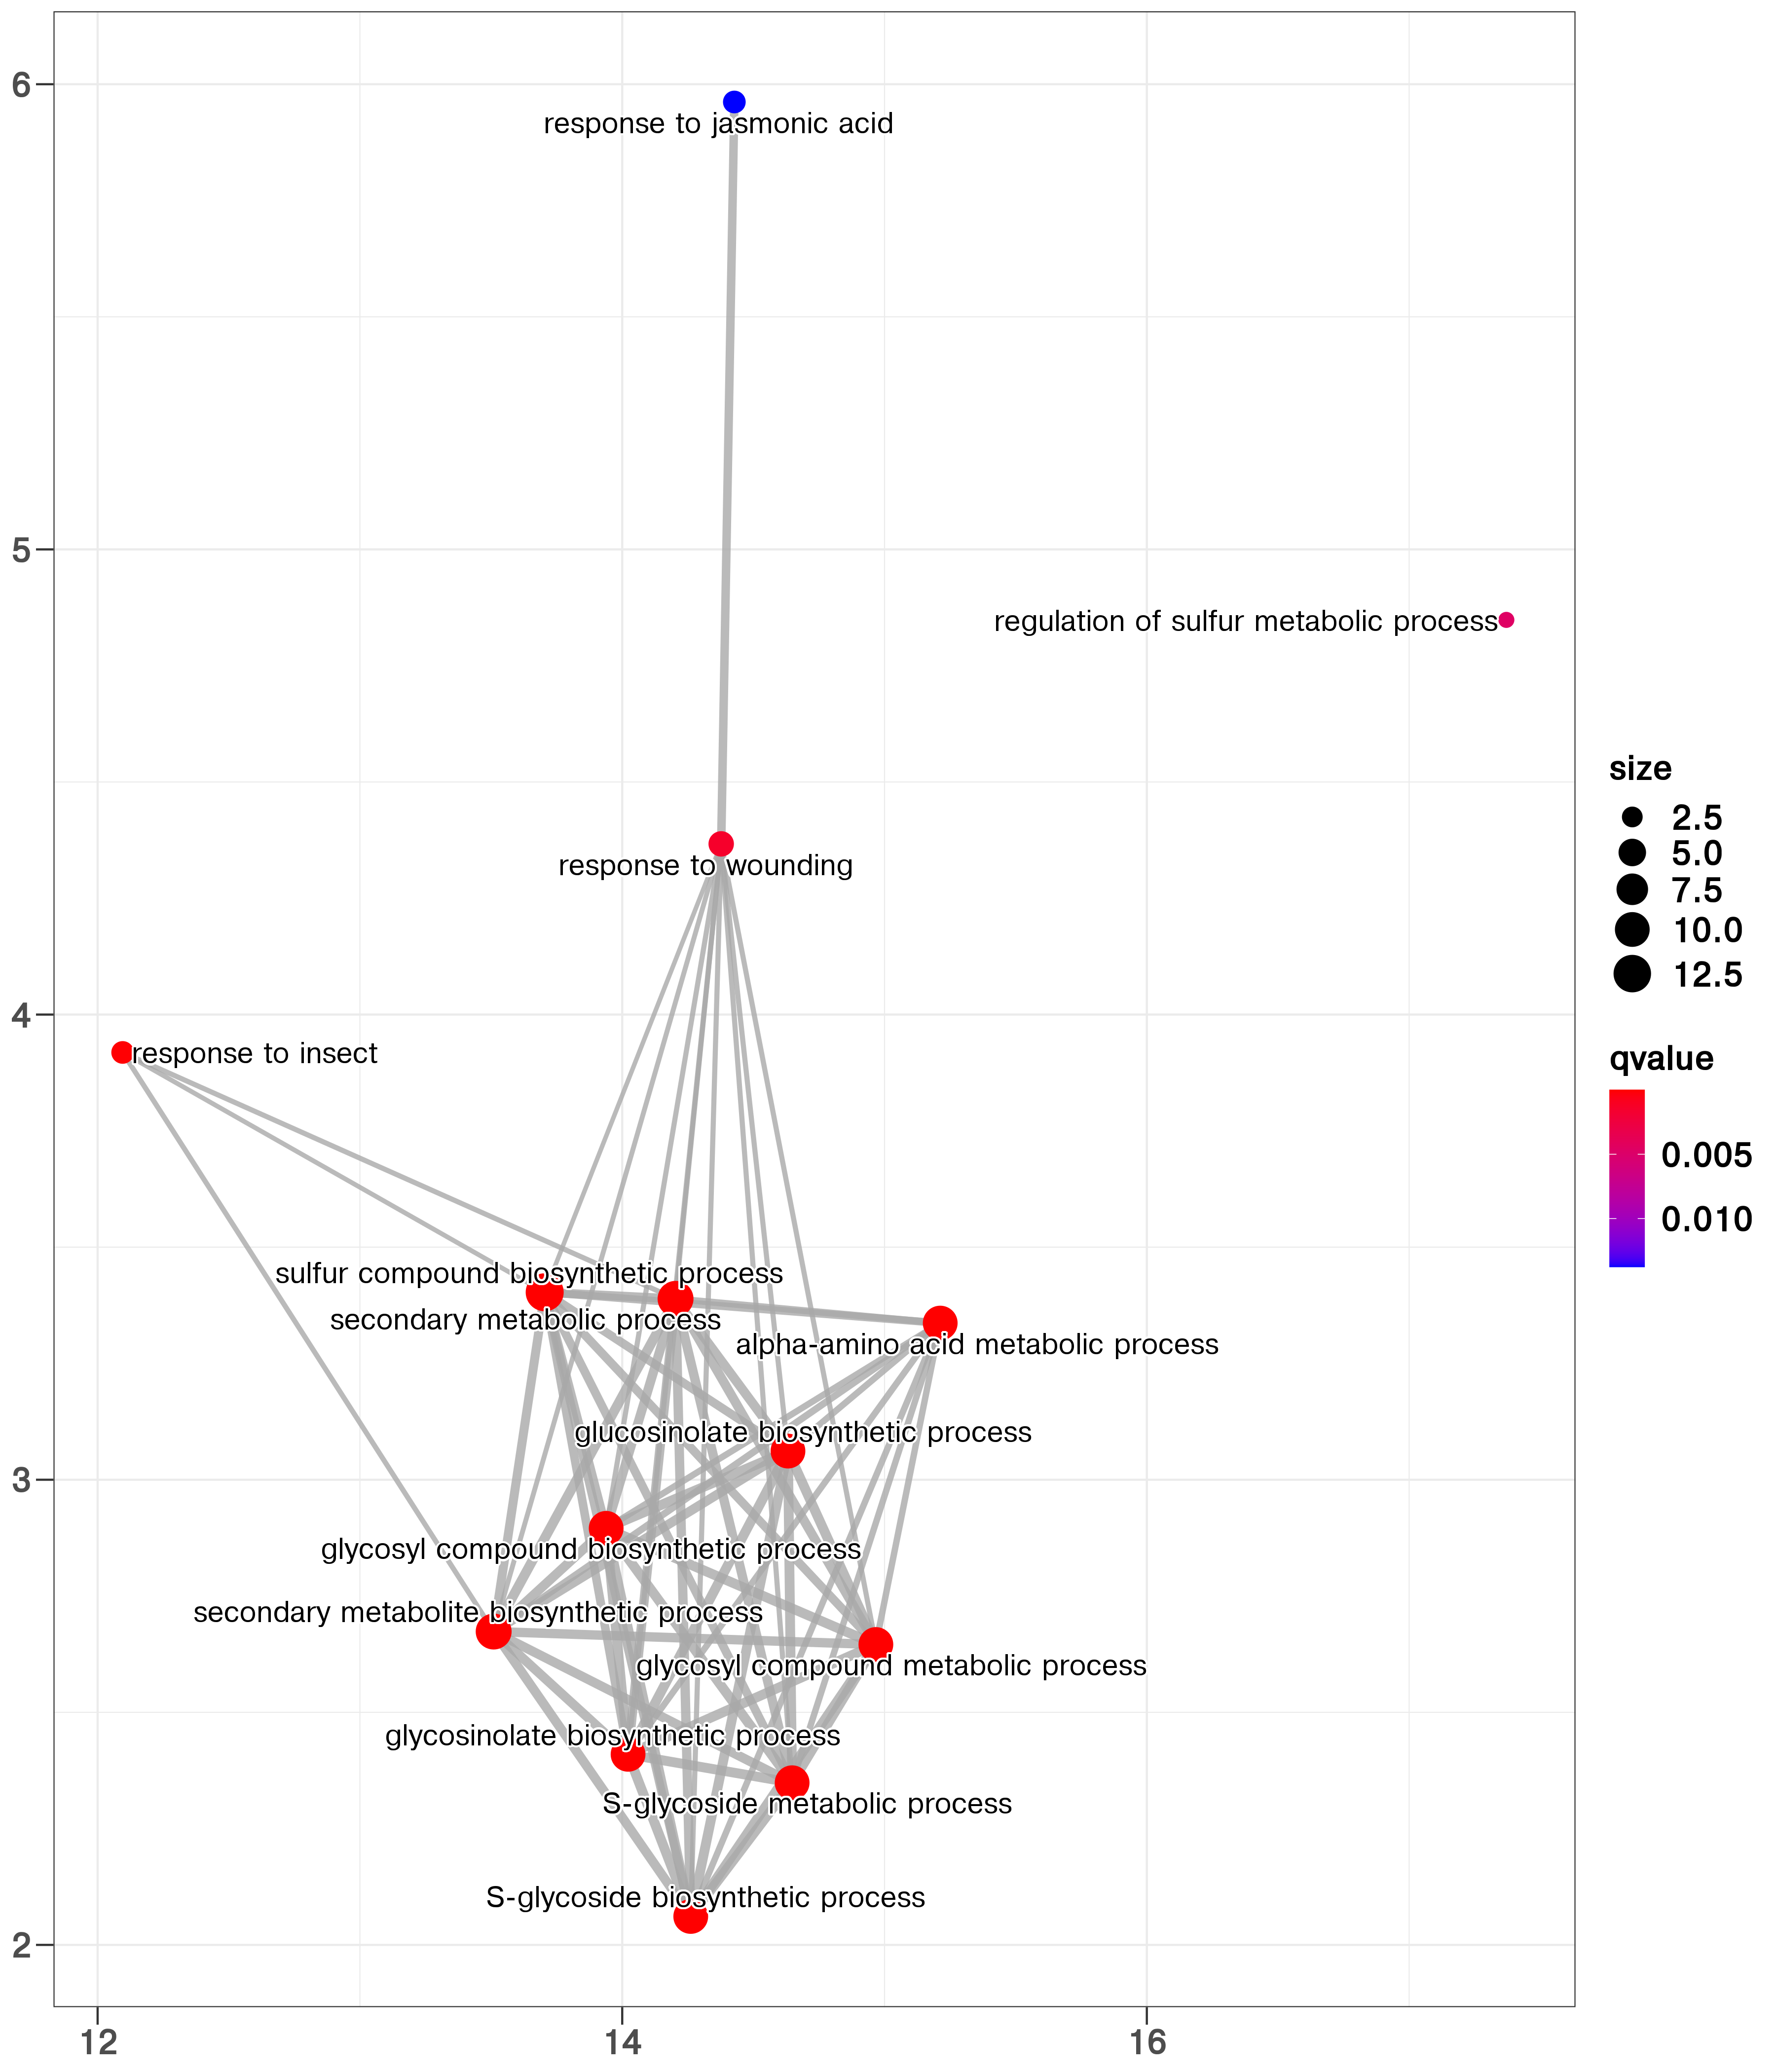 6
response to jasmonic acid
5
regulation of sulfur metabolic process
size
2.5
5.0
response to wounding
7.5
10.0
12.5
4
response to insect
qvalue
0.005
0.010
sulfur compound biosynthetic process
secondary metabolic process
alpha-amino acid metabolic process
glucosinolate biosynthetic process
3
glycosyl compound biosynthetic process
secondary metabolite biosynthetic process
glycosyl compound metabolic process
glycosinolate biosynthetic process
S-glycoside metabolic process
S-glycoside biosynthetic process
2
12 14 16